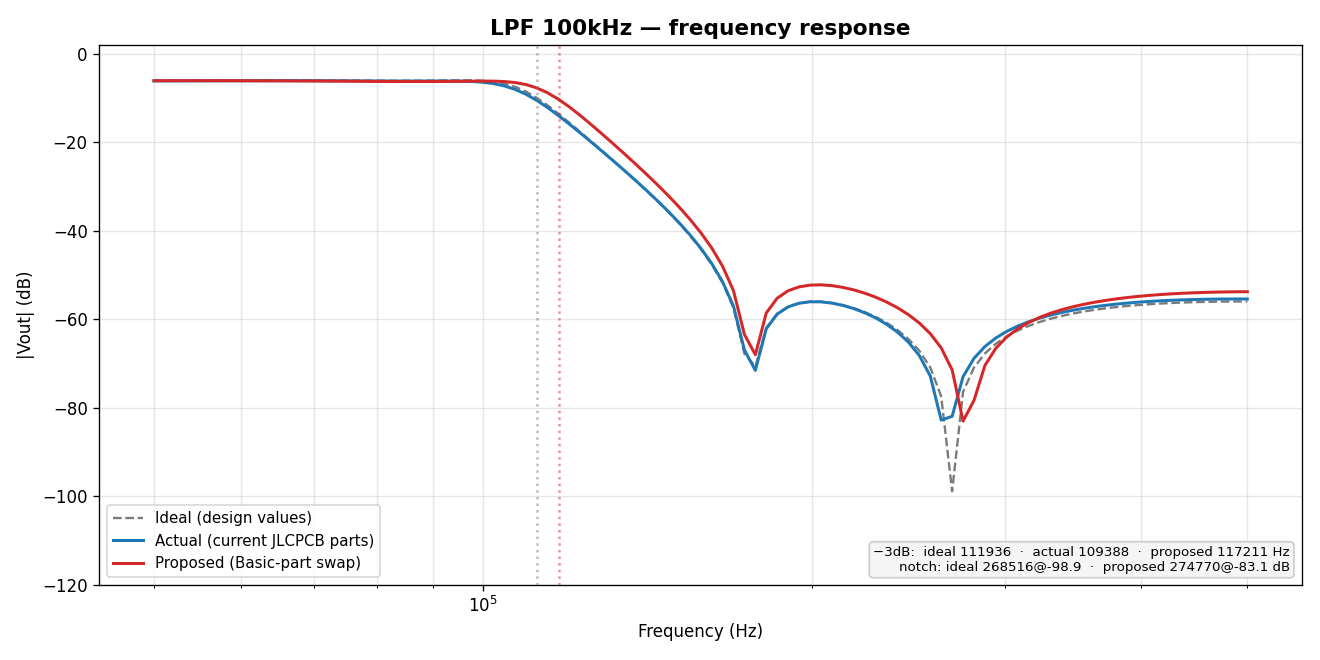 LPF 100kHz — frequency response
0
−20
−40
−60
−80
−100
−120
|Vout| (dB)
Ideal (design values)
Actual (current JLCPCB parts)
Proposed (Basic-part swap)
−3dB:  ideal 111936  ·  actual 109388  ·  proposed 117211 Hz
notch: ideal 268516@-98.9  ·  proposed 274770@-83.1 dB
10⁵
Frequency (Hz)